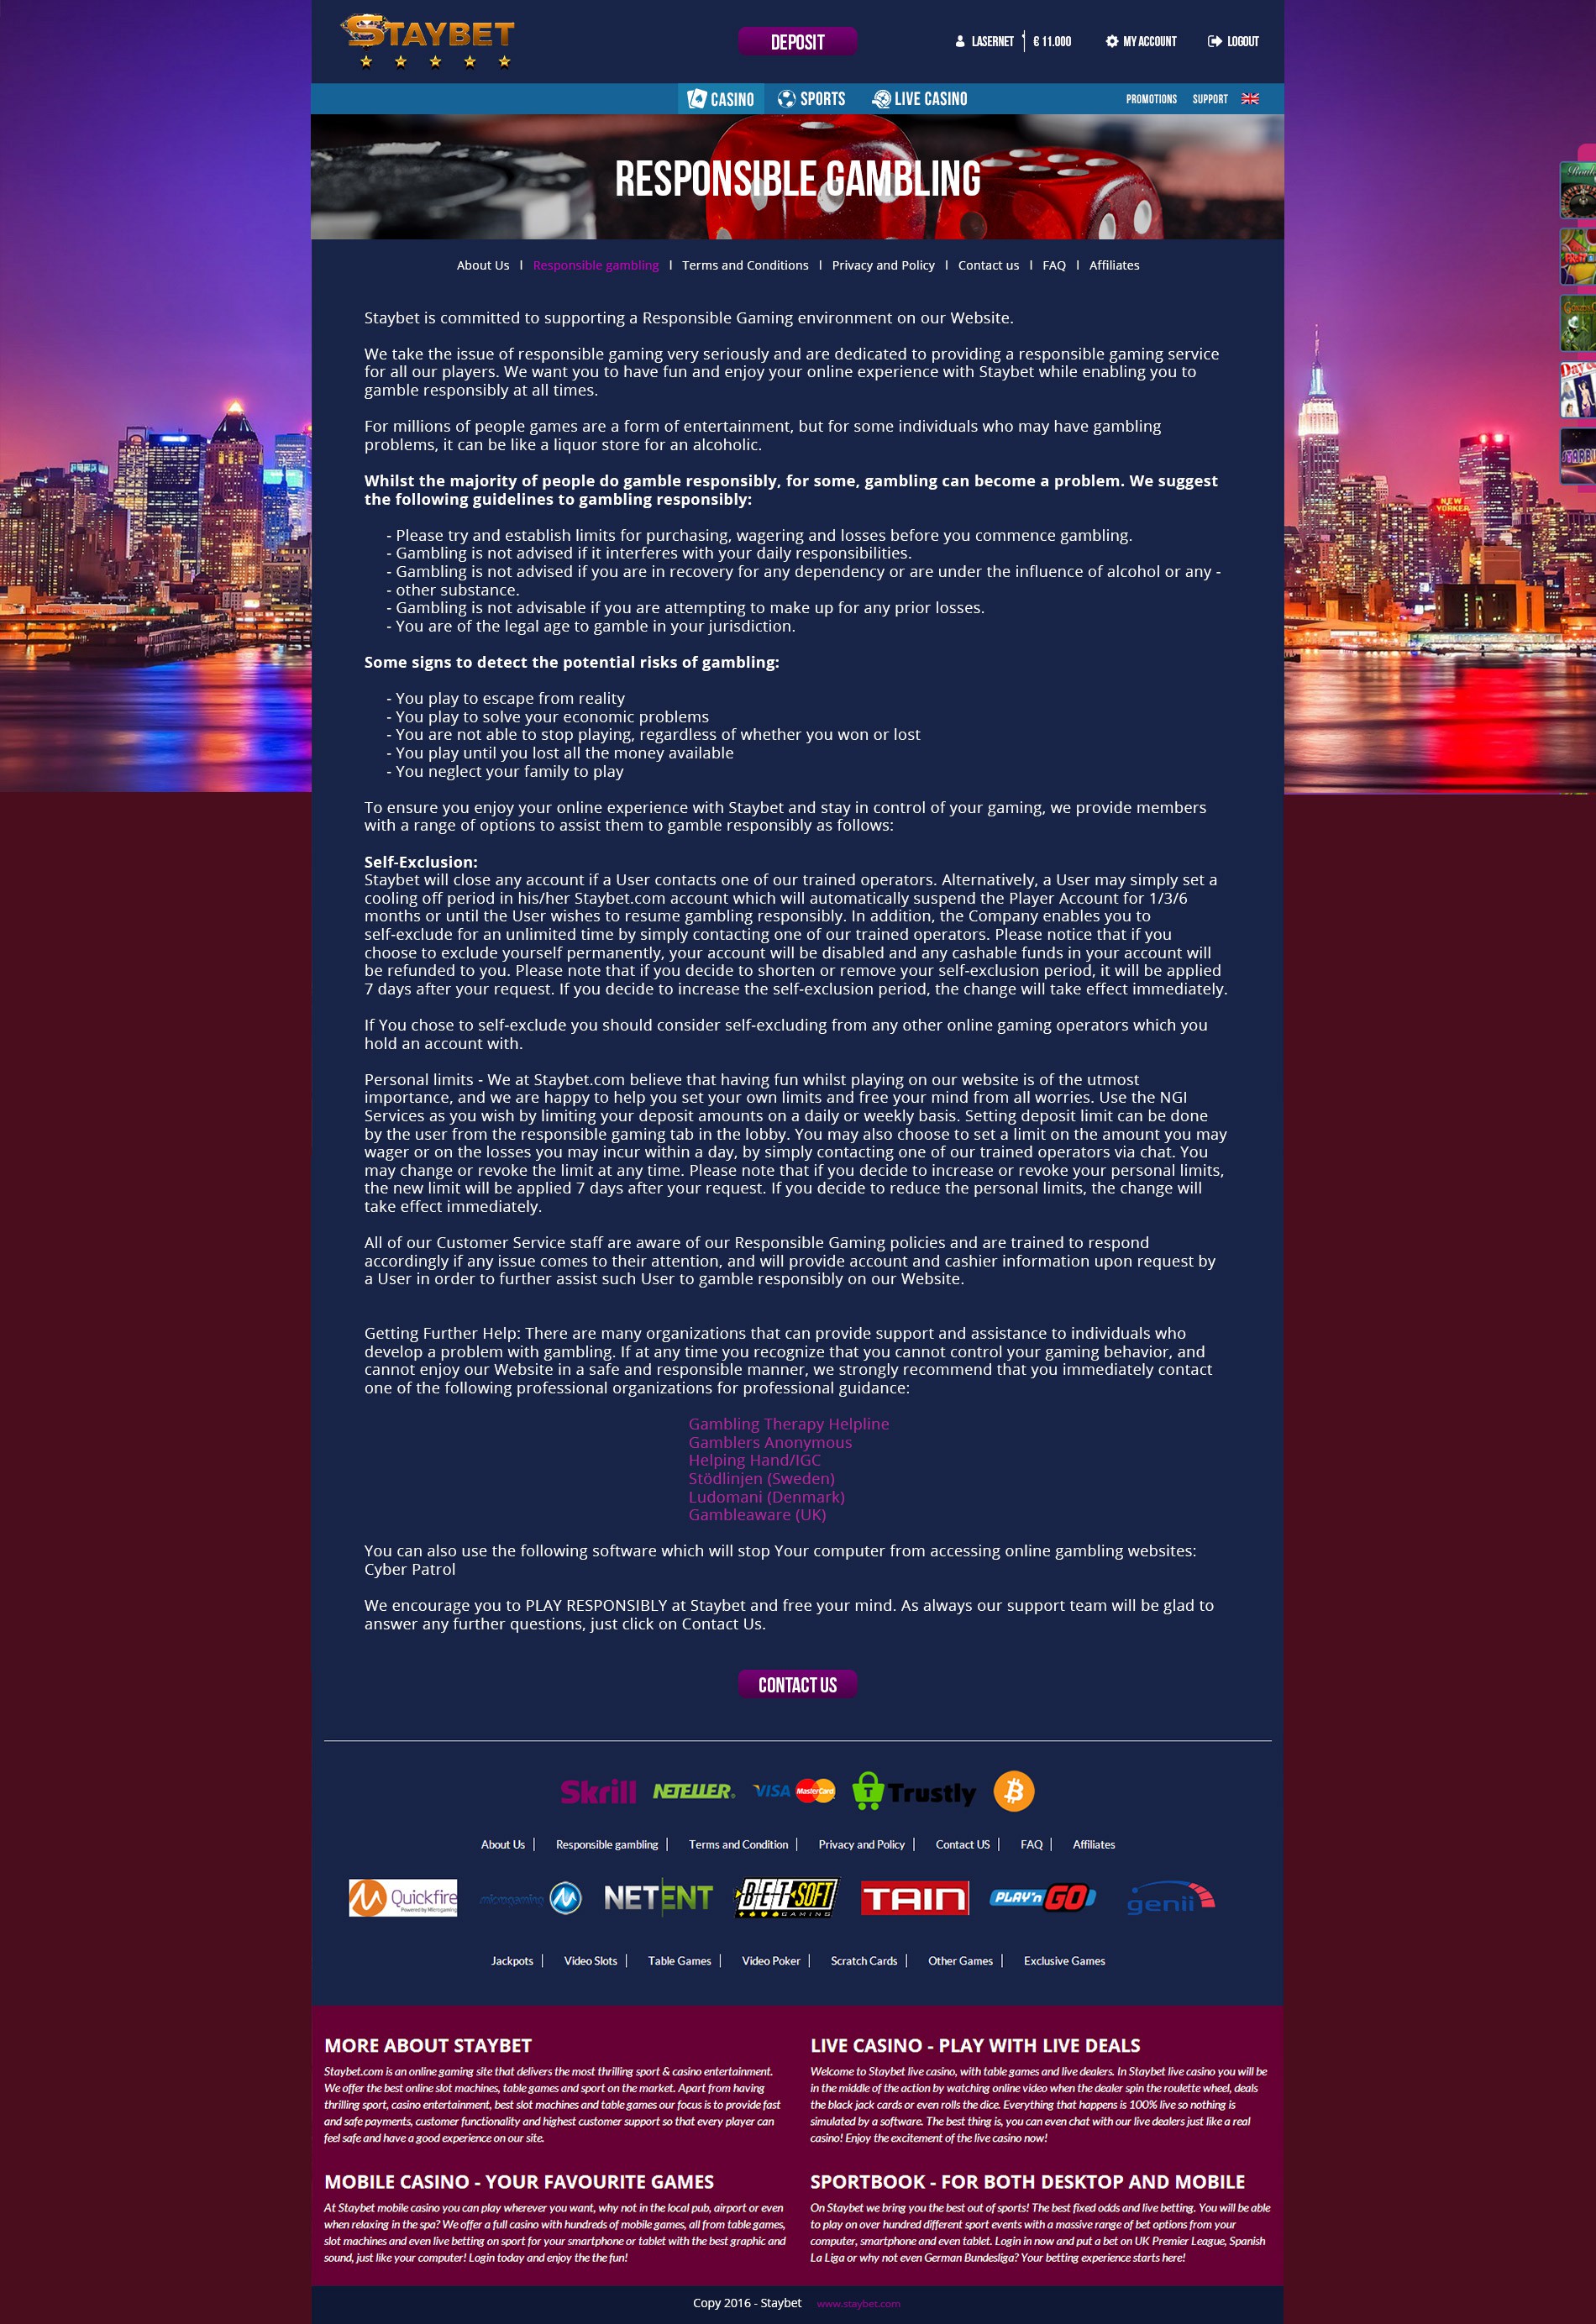 STAYBET
DEPOSIT
LASERNET
€ 11.000
MY ACCOUNT
LOGOUT
CASINO
SPORTS
LIVE CASINO
PROMOTIONS
SUPPORT
RESPONSIBLE GAMBLING
About Us | Responsible gambling | Terms and Conditions | Privacy and Policy | Contact us | FAQ | Affiliates
Staybet is committed to supporting a Responsible Gaming environment on our Website.
We take the issue of responsible gaming very seriously and are dedicated to providing a responsible gaming service
for all our players. We want you to have fun and enjoy your online experience with Staybet while enabling you to
gamble responsibly at all times.
For millions of people games are a form of entertainment, but for some individuals who may have gambling
problems, it can be like a liquor store for an alcoholic.
Whilst the majority of people do gamble responsibly, for some, gambling can become a problem. We suggest
the following guidelines to gambling responsibly:
- Please try and establish limits for purchasing, wagering and losses before you commence gambling.
- Gambling is not advised if it interferes with your daily responsibilities.
- Gambling is not advised if you are in recovery for any dependency or are under the influence of alcohol or any -
- other substance.
- Gambling is not advisable if you are attempting to make up for any prior losses.
- You are of the legal age to gamble in your jurisdiction.
Some signs to detect the potential risks of gambling:
- You play to escape from reality
- You play to solve your economic problems
- You are not able to stop playing, regardless of whether you won or lost
- You play until you lost all the money available
- You neglect your family to play
NEW
YORKER
To ensure you enjoy your online experience with Staybet and stay in control of your gaming, we provide members
with a range of options to assist them to gamble responsibly as follows:
Self-Exclusion:
Staybet will close any account if a User contacts one of our trained operators. Alternatively, a User may simply set a
cooling off period in his/her Staybet.com account which will automatically suspend the Player Account for 1/3/6
months or until the User wishes to resume gambling responsibly. In addition, the Company enables you to
self-exclude for an unlimited time by simply contacting one of our trained operators. Please notice that if you
choose to exclude yourself permanently, your account will be disabled and any cashable funds in your account will
be refunded to you. Please note that if you decide to shorten or remove your self-exclusion period, it will be applied
7 days after your request. If you decide to increase the self-exclusion period, the change will take effect immediately.
If You chose to self-exclude you should consider self-excluding from any other online gaming operators which you
hold an account with.
Personal limits - We at Staybet.com believe that having fun whilst playing on our website is of the utmost
importance, and we are happy to help you set your own limits and free your mind from all worries. Use the NGI
Services as you wish by limiting your deposit amounts on a daily or weekly basis. Setting deposit limit can be done
by the user from the responsible gaming tab in the lobby. You may also choose to set a limit on the amount you may
wager or on the losses you may incur within a day, by simply contacting one of our trained operators via chat. You
may change or revoke the limit at any time. Please note that if you decide to increase or revoke your personal limits,
the new limit will be applied 7 days after your request. If you decide to reduce the personal limits, the change will
take effect immediately.
All of our Customer Service staff are aware of our Responsible Gaming policies and are trained to respond
accordingly if any issue comes to their attention, and will provide account and cashier information upon request by
a User in order to further assist such User to gamble responsibly on our Website.
Getting Further Help: There are many organizations that can provide support and assistance to individuals who
develop a problem with gambling. If at any time you recognize that you cannot control your gaming behavior, and
cannot enjoy our Website in a safe and responsible manner, we strongly recommend that you immediately contact
one of the following professional organizations for professional guidance:
Gambling Therapy Helpline
Gamblers Anonymous
Helping Hand/IGC
Stödlinjen (Sweden)
Ludomani (Denmark)
Gambleaware (UK)
You can also use the following software which will stop Your computer from accessing online gambling websites:
Cyber Patrol
We encourage you to PLAY RESPONSIBLY at Staybet and free your mind. As always our support team will be glad to
answer any further questions, just click on Contact Us.
CONTACT US
Skrill NETELLER VISA MasterCard Trustly
About Us | Responsible gambling | Terms and Condition | Privacy and Policy | Contact US | FAQ | Affiliates
Quickfire
Powered by Microgaming
microgaming
NETENT
BETSOFT
GAMING
TAIN
PLAY'n GO
genii
Jackpots | Video Slots | Table Games | Video Poker | Scratch Cards | Other Games | Exclusive Games
MORE ABOUT STAYBET
Staybet.com is an online gaming site that delivers the most thrilling sport & casino entertainment.
We offer the best online slot machines, table games and sport on the market. Apart from having
thrilling sport, casino entertainment, best slot machines and table games our focus is to provide fast
and safe payments, customer functionality and highest customer support so that every player can
feel safe and have a good experience on our site.
LIVE CASINO - PLAY WITH LIVE DEALS
Welcome to Staybet live casino, with table games and live dealers. In Staybet live casino you will be
in the middle of the action by watching online video when the dealer spin the roulette wheel, deals
the black jack cards or even rolls the dice. Everything that happens is 100% live so nothing is
simulated by a software. The best thing is, you can even chat with our live dealers just like a real
casino! Enjoy the excitement of the live casino now!
MOBILE CASINO - YOUR FAVOURITE GAMES
At Staybet mobile casino you can play wherever you want, why not in the local pub, airport or even
when relaxing in the spa? We offer a full casino with hundreds of mobile games, all from table games,
slot machines and even live betting on sport for your smartphone or tablet with the best graphic and
sound, just like your computer! Login today and enjoy the the fun!
SPORTBOOK - FOR BOTH DESKTOP AND MOBILE
On Staybet we bring you the best out of sports! The best fixed odds and live betting. You will be able
to play on over hundred different sport events with a massive range of bet options from your
computer, smartphone and even tablet. Login in now and put a bet on UK Premier League, Spanish
La Liga or why not even German Bundesliga? Your betting experience starts here!
Copy 2016 - Staybet www.staybet.com